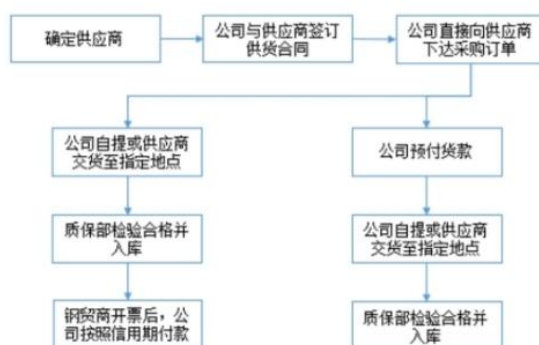 确定供应商
公司与供应商签订
供货合同
公司直接向供应商
下达采购订单
公司自提或供应商
交货至指定地点
质保部检验合格并
入库
钢贸商开票后，公
司按照信用期付款
公司预付货款
公司自提或供应商
交货至指定地点
质保部检验合格并
入库